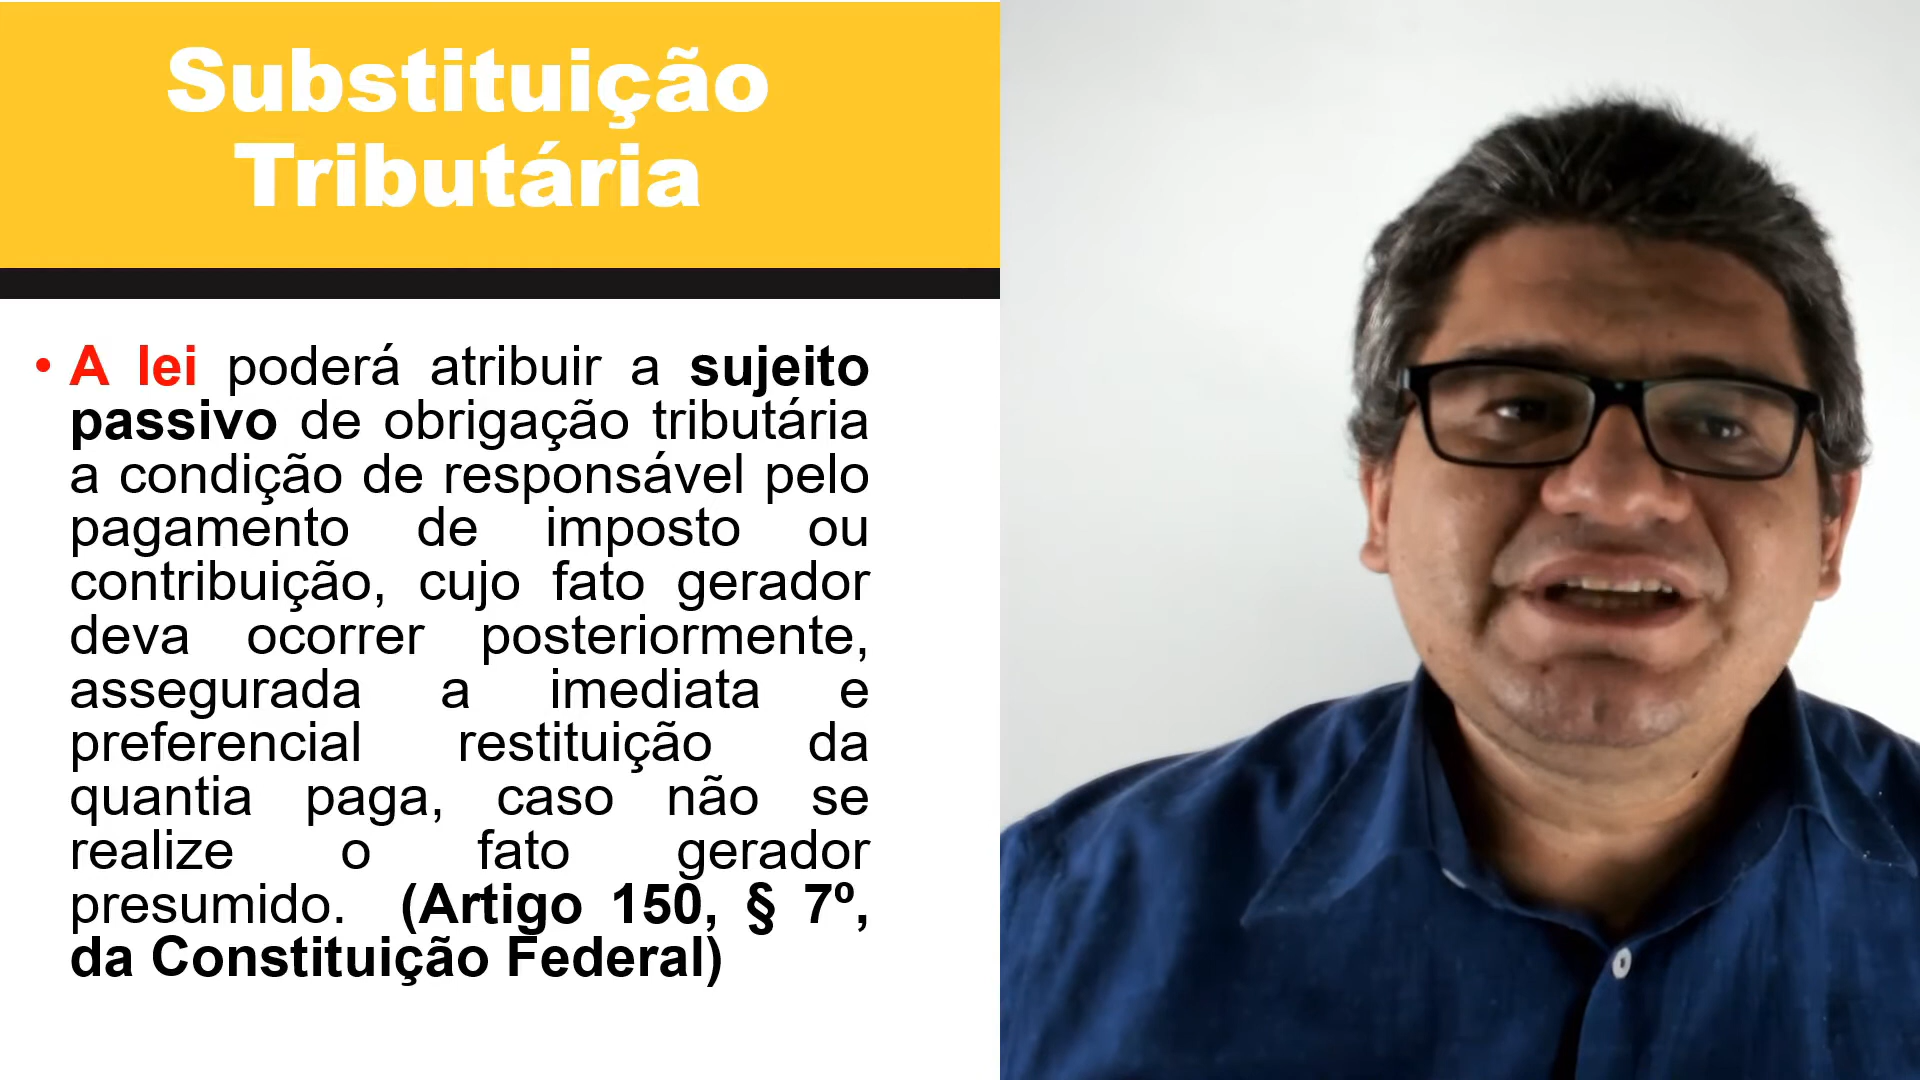 Substituição
Tributária
• A lei poderá atribuir a sujeito
passivo de obrigação tributária
a condição de responsável pelo
pagamento de imposto ou
contribuição, cujo fato gerador
deva ocorrer posteriormente,
assegurada a imediata e
preferencial restituição da
quantia paga, caso não se
realize o fato gerador
presumido. (Artigo 150, § 7º,
da Constituição Federal)